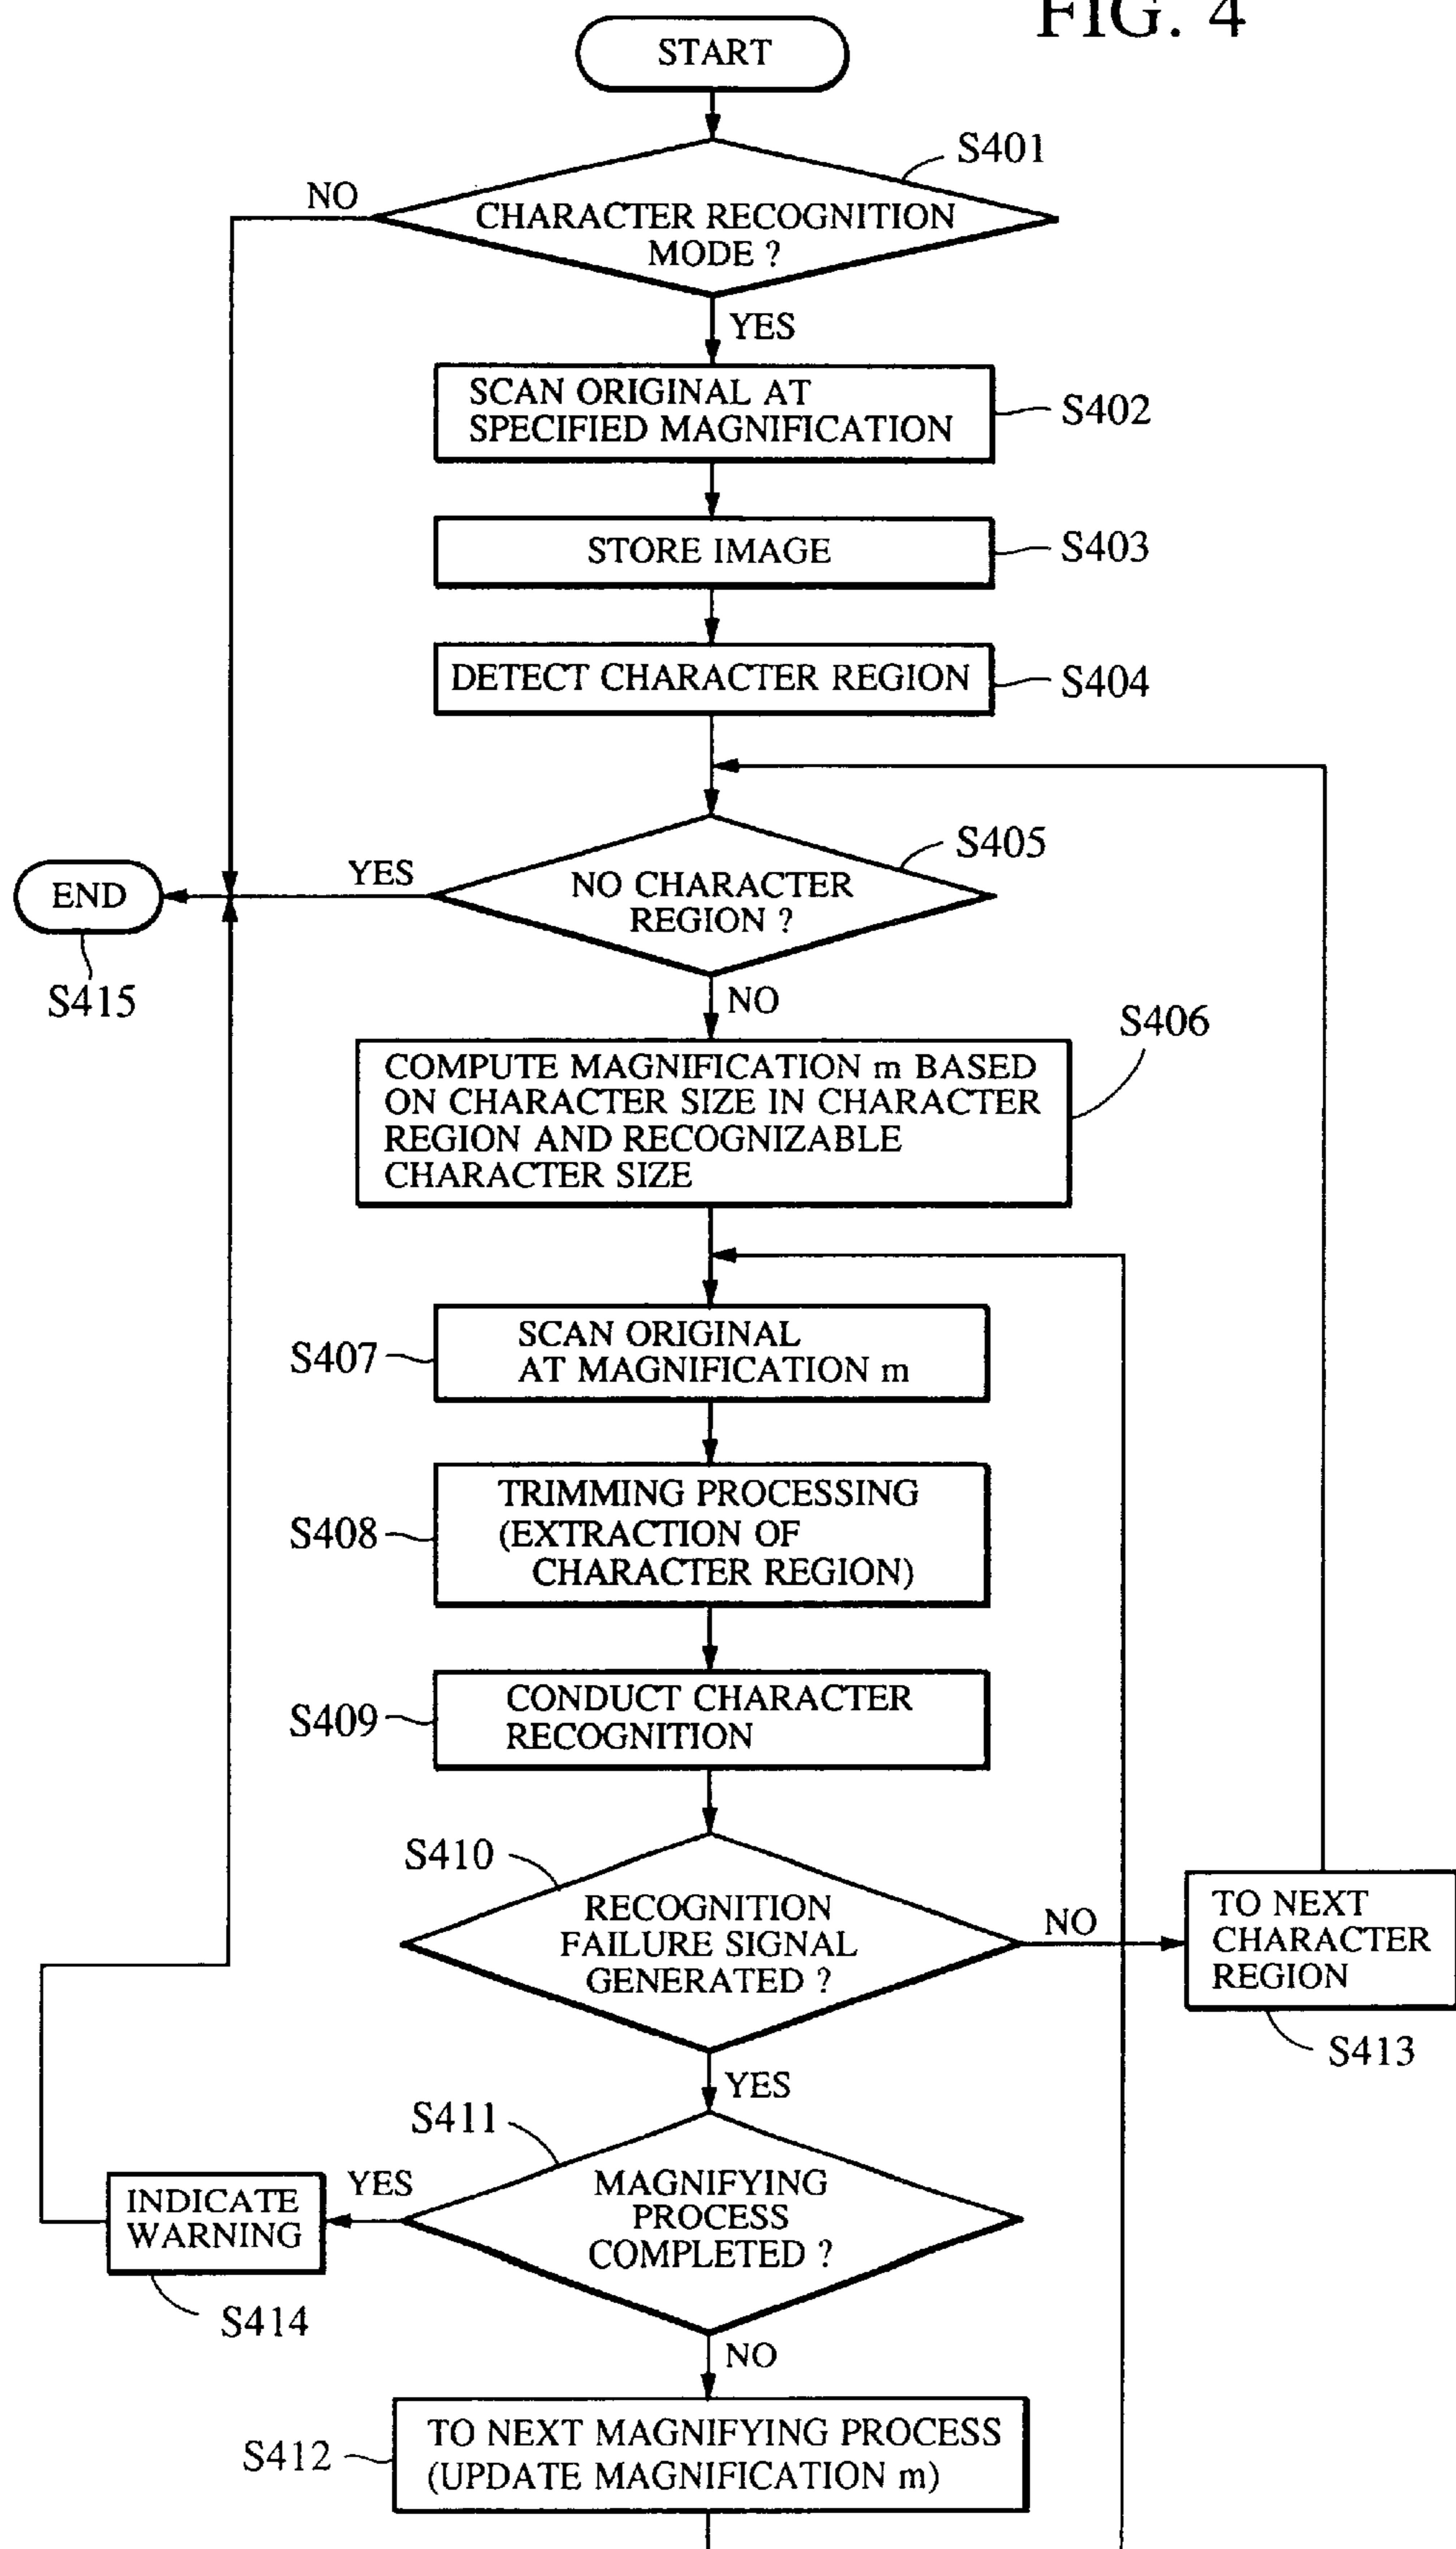 FIG. 4
START
S401
NO
CHARACTER RECOGNITION
MODE ?
YES
SCAN ORIGINAL AT
SPECIFIED MAGNIFICATION
S402
STORE IMAGE
S403
DETECT CHARACTER REGION
S404
S405
END
YES
NO CHARACTER
REGION ?
S415
NO
S406
COMPUTE MAGNIFICATION m BASED
ON CHARACTER SIZE IN CHARACTER
REGION AND RECOGNIZABLE
CHARACTER SIZE
S407
SCAN ORIGINAL
AT MAGNIFICATION m
S408
TRIMMING PROCESSING
(EXTRACTION OF
CHARACTER REGION)
S409
CONDUCT CHARACTER
RECOGNITION
S410
RECOGNITION
FAILURE SIGNAL
GENERATED ?
NO
TO NEXT
CHARACTER
REGION
S413
YES
S411
MAGNIFYING
PROCESS
COMPLETED ?
YES
INDICATE
WARNING
S414
NO
S412
TO NEXT MAGNIFYING PROCESS
(UPDATE MAGNIFICATION m)